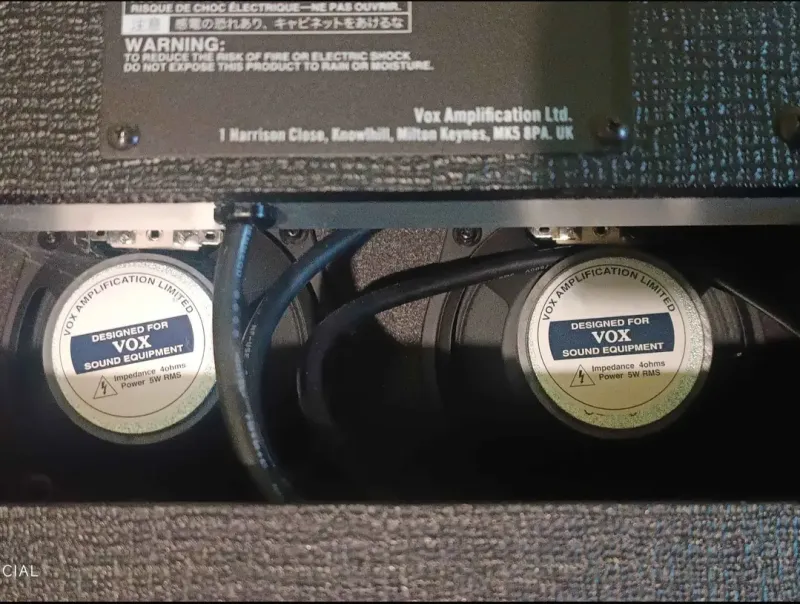 RISQUE DE CHOC ÉLECTRIQUE—NE PAS OUVRIR.
注意 感電の恐れあり、キャビネットをあけるな
WARNING:
TO REDUCE THE RISK OF FIRE OR ELECTRIC SHOCK
DO NOT EXPOSE THIS PRODUCT TO RAIN OR MOISTURE.
Vox Amplification Ltd.
1 Harrison Close, Knowlhill, Milton Keynes, MK5 8PA. UK
VOX AMPLIFICATION LIMITED
DESIGNED FOR
VOX
SOUND EQUIPMENT
Impedance 4ohms
Power 5W RMS
VOX AMPLIFICATION LIMITED
DESIGNED FOR
VOX
SOUND EQUIPMENT
Impedance 4ohms
Power 5W RMS
CIAL